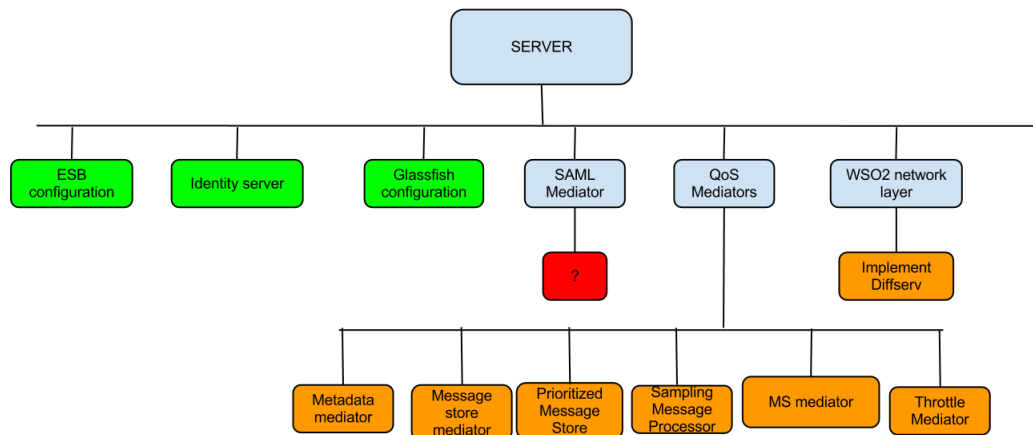 SERVER
ESB
configuration
Identity server
Glassfish
configuration
SAML
Mediator
QoS
Mediators
WSO2 network
layer
?
Implement
Diffserv
Metadata
mediator
Message
store
mediator
Prioritized
Message
Store
Sampling
Message
Processor
MS mediator
Throttle
Mediator